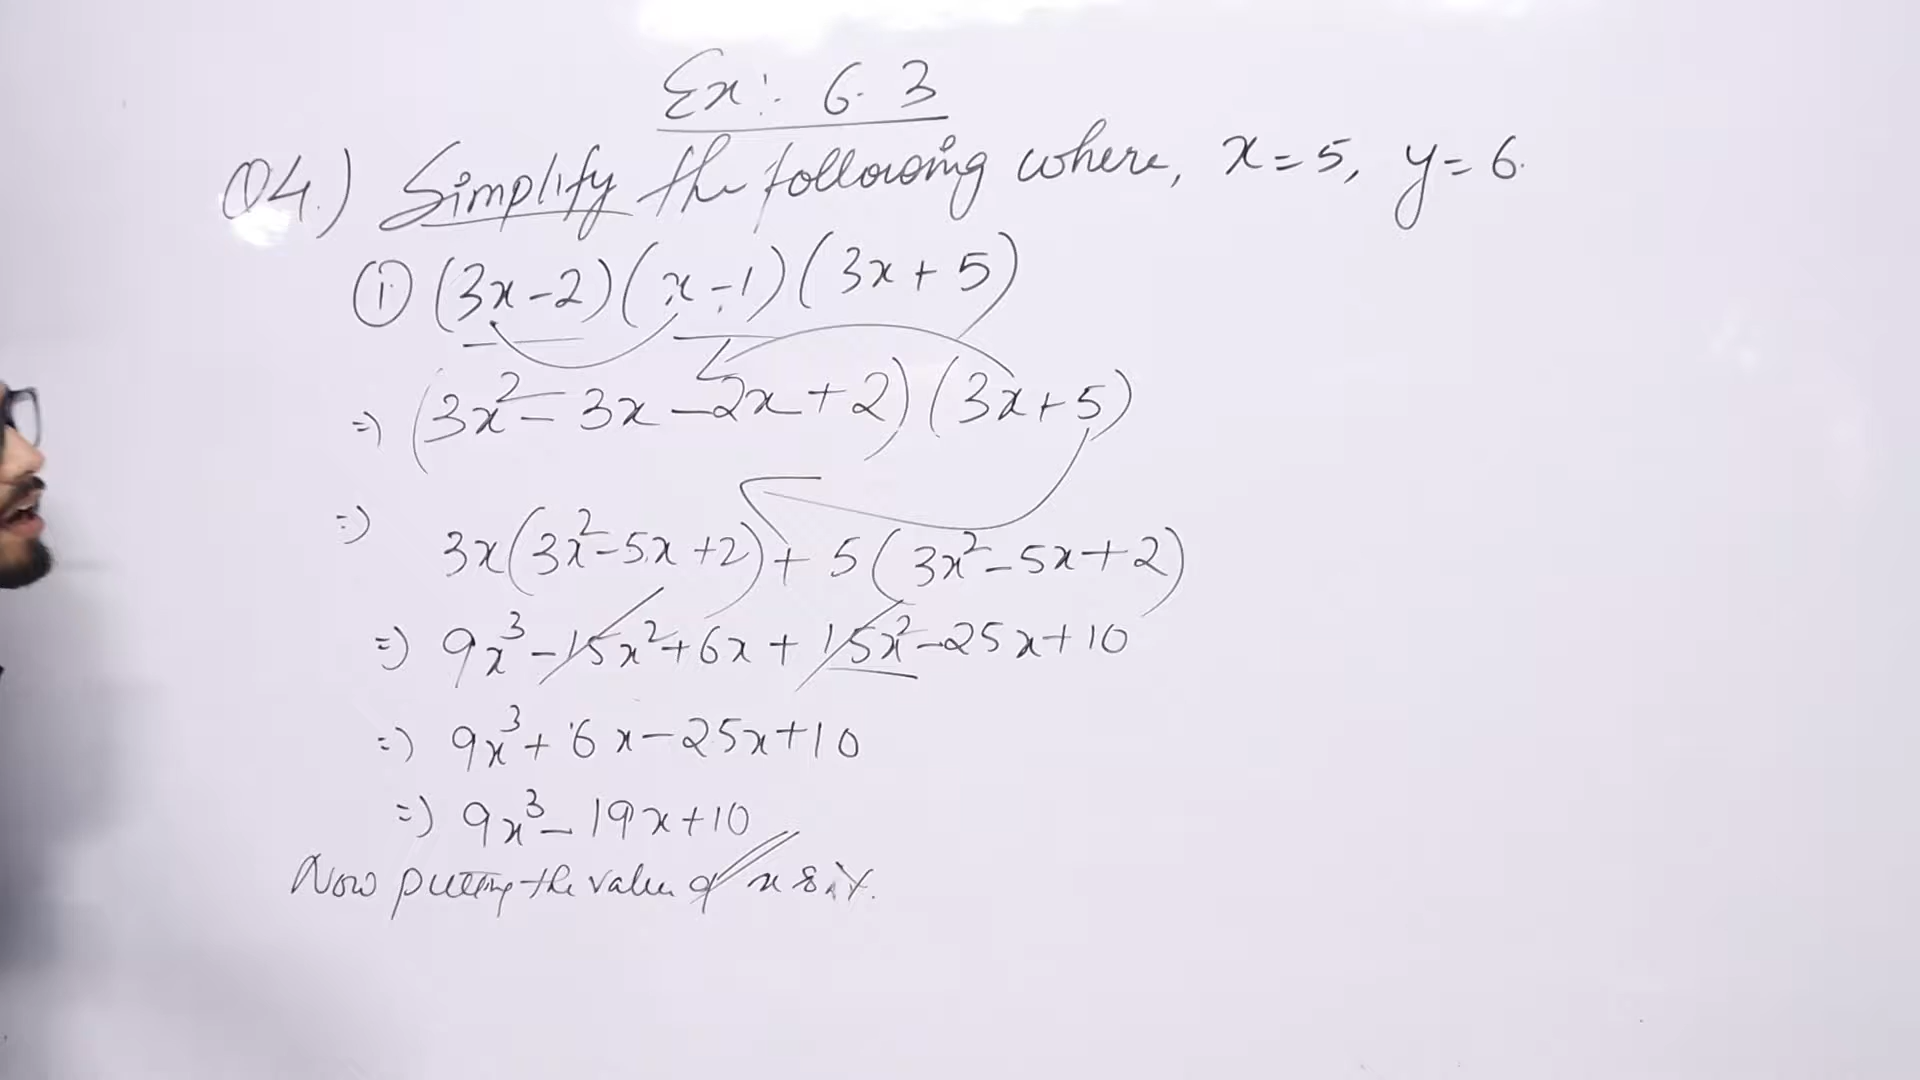 Ex:. 6.3
Q4.) Simplify the following where, x=5, y=6.
(i) (3x-2)(x-1)(3x+5)
=) (3x²-3x-2x+2)(3x+5)
=) 3x(3x²-5x+2)+5(3x²-5x+2)
=) 9x³-15x²+6x+15x²-25x+10
=) 9x³+6x-25x+10
=) 9x³-19x+10
Now putting the value of x & y.